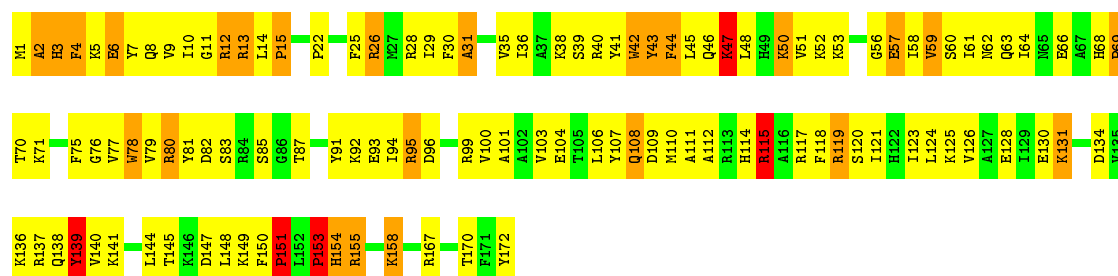 M1 A2 H3 F4 K5 E6 Y7 Q8 V9 I10 G11 R12 R13 L14 P15 P22 F25 R26 M27 R28 I29 F30 A31 V35 I36 A37 K38 S39 R40 Y41 W42 Y43 F44 L45 Q46 K47 L48 H49 K50 V51 K52 K53 G56 E57 I58 V59 S60 I61 N62 Q63 I64 N65 E66 A67 H68 P69
T70 K71 F75 G76 V77 W78 V79 R80 Y81 D82 S83 R84 S85 G86 T87 Y91 K92 E93 I94 R95 D96 R99 V100 A101 A102 V103 E104 T105 L106 Y107 Q108 D109 M110 A111 A112 R113 H114 R115 A116 R117 F118 R119 S120 I121 H122 I123 L124 K125 V126 A127 E128 I129 E130 K131 D134 V135
K136 R137 Q138 Y139 V140 K141 L144 T145 K146 D147 L148 K149 F150 P151 L152 P153 H154 R155 K158 R167 T170 F171 Y172